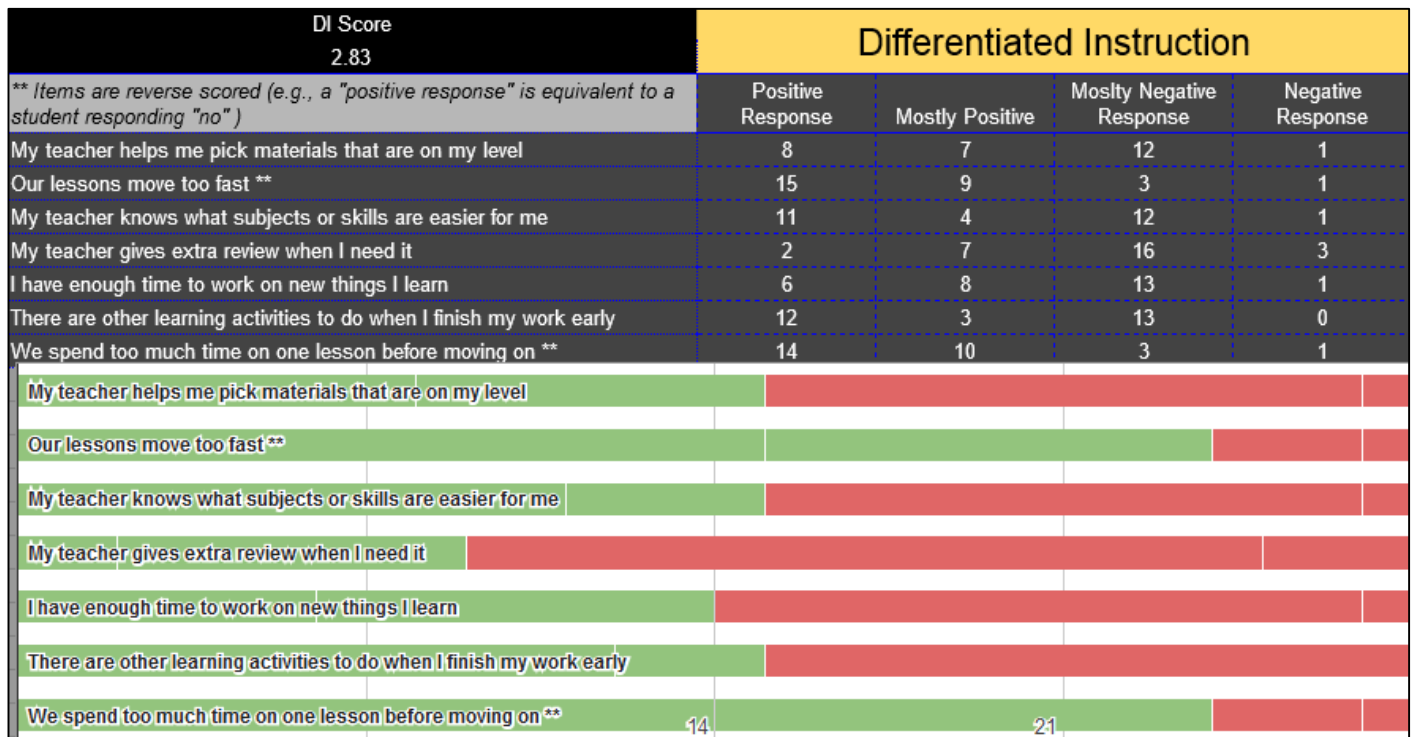 DI Score
2.83
Differentiated Instruction
** Items are reverse scored (e.g., a "positive response" is equivalent to a
student responding "no" )
Positive
Response
Mostly Positive
Moslty Negative
Response
Negative
Response
My teacher helps me pick materials that are on my level 8 7 12 1
Our lessons move too fast ** 15 9 3 1
My teacher knows what subjects or skills are easier for me 11 4 12 1
My teacher gives extra review when I need it 2 7 16 3
I have enough time to work on new things I learn 6 8 13 1
There are other learning activities to do when I finish my work early 12 3 13 0
We spend too much time on one lesson before moving on ** 14 10 3 1
My teacher helps me pick materials that are on my level
Our lessons move too fast **
My teacher knows what subjects or skills are easier for me
My teacher gives extra review when I need it
I have enough time to work on new things I learn
There are other learning activities to do when I finish my work early
We spend too much time on one lesson before moving on **
14 21